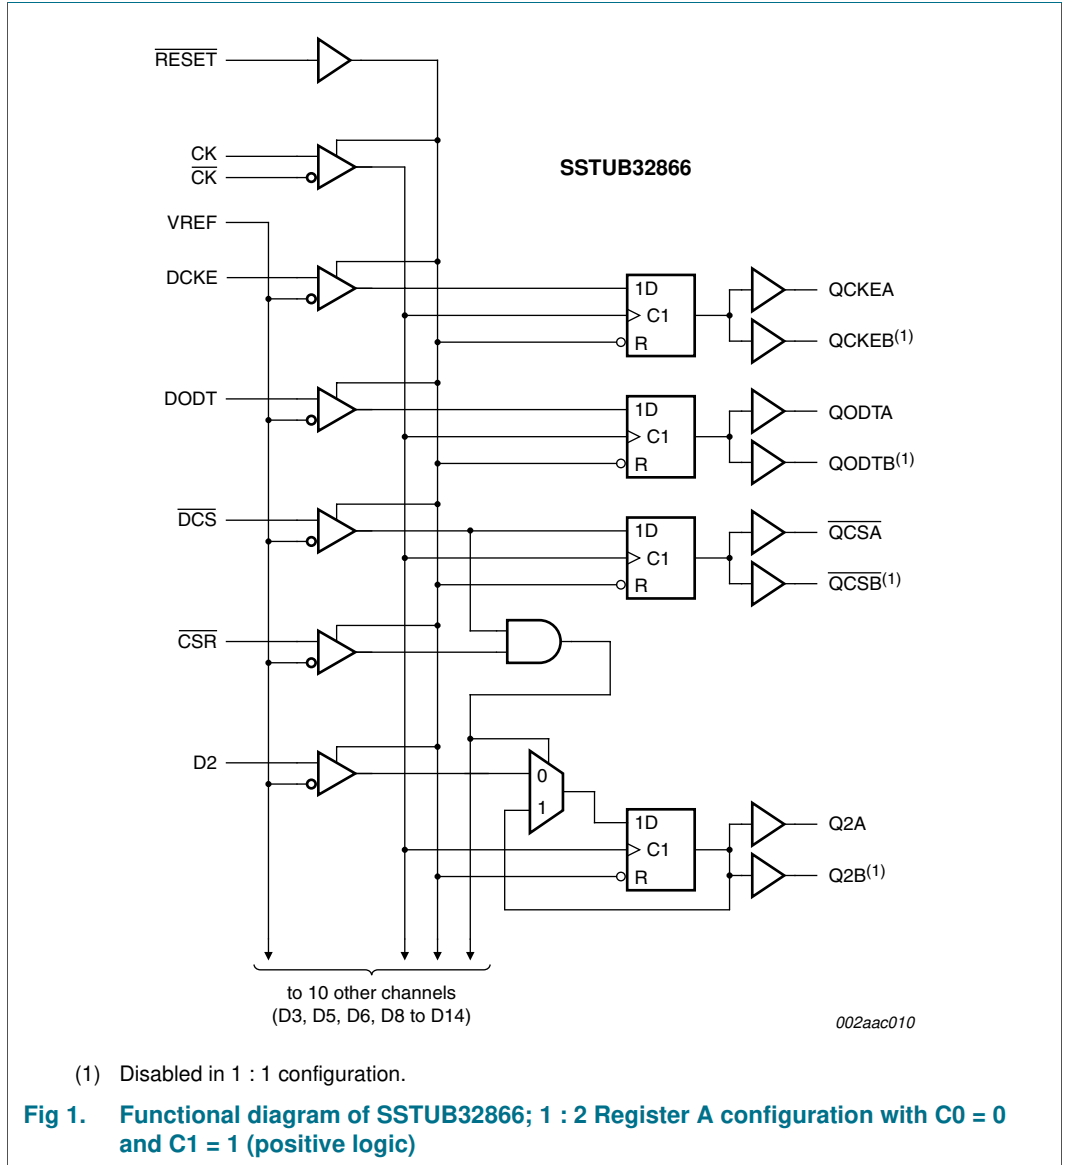 RESET
CK
CK
SSTUB32866
VREF
DCKE
1D
C1
R
QCKEA
QCKEB(1)
DODT
1D
C1
R
QODTA
QODTB(1)
DCS
1D
C1
R
QCSA
QCSB(1)
CSR
D2
0
1
1D
C1
R
Q2A
Q2B(1)
to 10 other channels
(D3, D5, D6, D8 to D14)
002aac010
(1) Disabled in 1 : 1 configuration.
Fig 1. Functional diagram of SSTUB32866; 1 : 2 Register A configuration with C0 = 0
and C1 = 1 (positive logic)